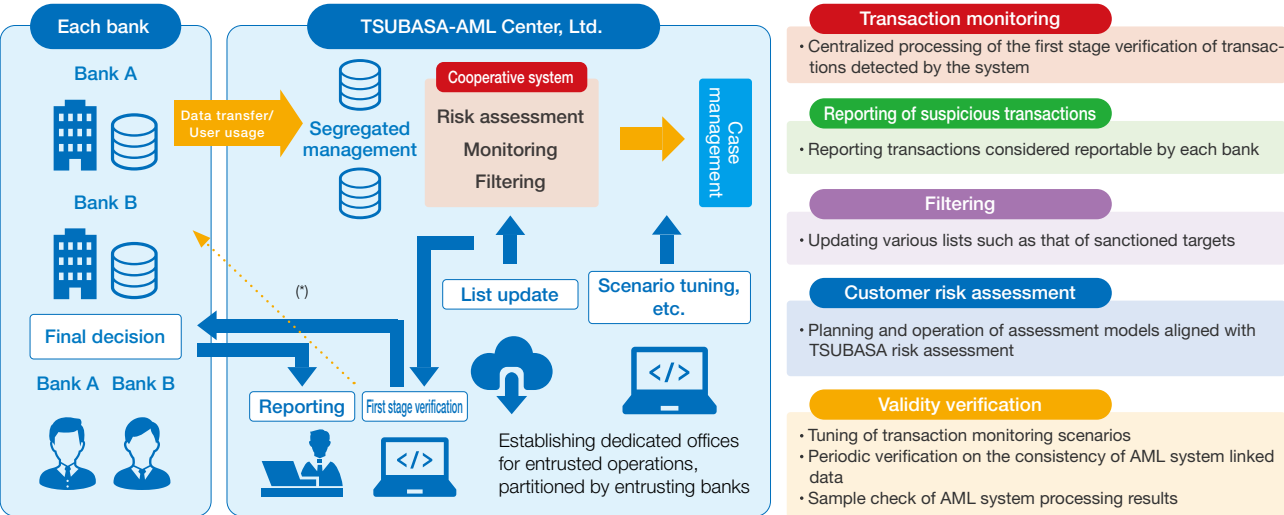 Each bank
Bank A
Bank B
Final decision
Bank A Bank B
TSUBASA-AML Center, Ltd.
Data transfer/
User usage
Segregated
management
Cooperative system
Risk assessment
Monitoring
Filtering
Case
management
(*)
List update
Scenario tuning,
etc.
Reporting
First stage verification
</>
</>
Establishing dedicated offices
for entrusted operations,
partitioned by entrusting banks
Transaction monitoring
・Centralized processing of the first stage verification of transac-
tions detected by the system
Reporting of suspicious transactions
・Reporting transactions considered reportable by each bank
Filtering
・Updating various lists such as that of sanctioned targets
Customer risk assessment
・Planning and operation of assessment models aligned with
TSUBASA risk assessment
Validity verification
・Tuning of transaction monitoring scenarios
・Periodic verification on the consistency of AML system linked
data
・Sample check of AML system processing results